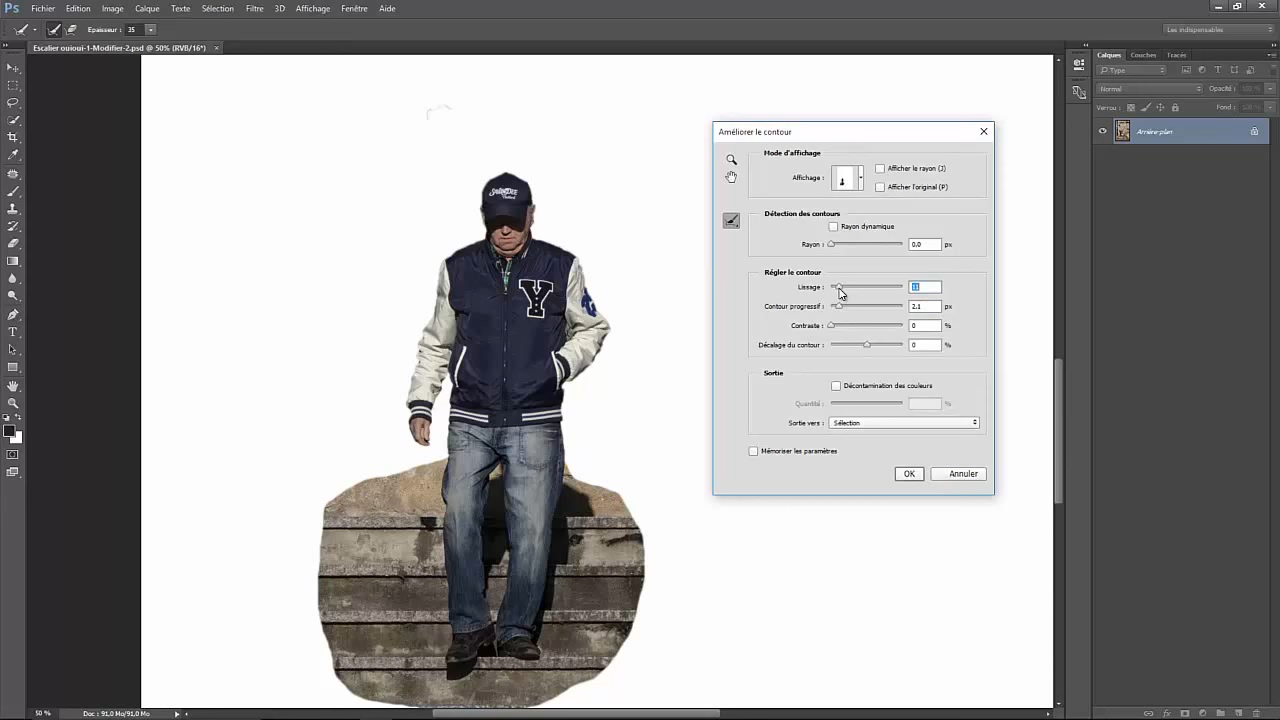 Ps Fichier Edition Image Calque Texte Sélection Filtre 3D Affichage Fenêtre Aide
Epaisseur : 35
Les indispensables
Escalier ouioui-1-Modifier-2.psd @ 50% (RVB/16*) ×
Calques Couches Tracés
Type
Normal Opacité : 100 %
Verrou : Fond : 100 %
Arrière-plan
Améliorer le contour
Mode d'affichage
Affichage :
Afficher le rayon (J)
Afficher l'original (P)
Détection des contours
Rayon dynamique
Rayon : 0,0 px
Régler le contour
Lissage : 11
Contour progressif : 2,1 px
Contraste : 0 %
Décalage du contour : 0 %
Sortie
Décontamination des couleurs
Quantité : %
Sortie vers : Sélection
Mémoriser les paramètres
OK Annuler
Y
50 % Doc : 91,0 Mo/91,0 Mo